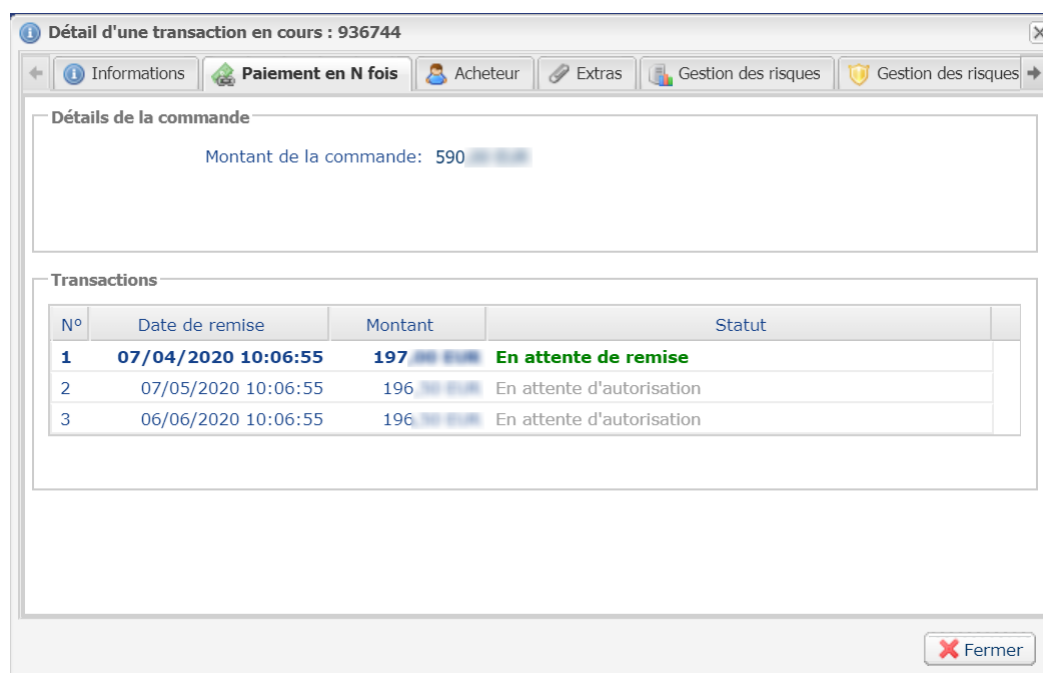 Détail d'une transaction en cours : 936744
Informations Paiement en N fois Acheteur Extras Gestion des risques Gestion des risques
Détails de la commande
Montant de la commande: 590
Transactions
Nº Date de remise Montant Statut
1 07/04/2020 10:06:55 197 En attente de remise
2 07/05/2020 10:06:55 196 En attente d'autorisation
3 06/06/2020 10:06:55 196 En attente d'autorisation
Fermer